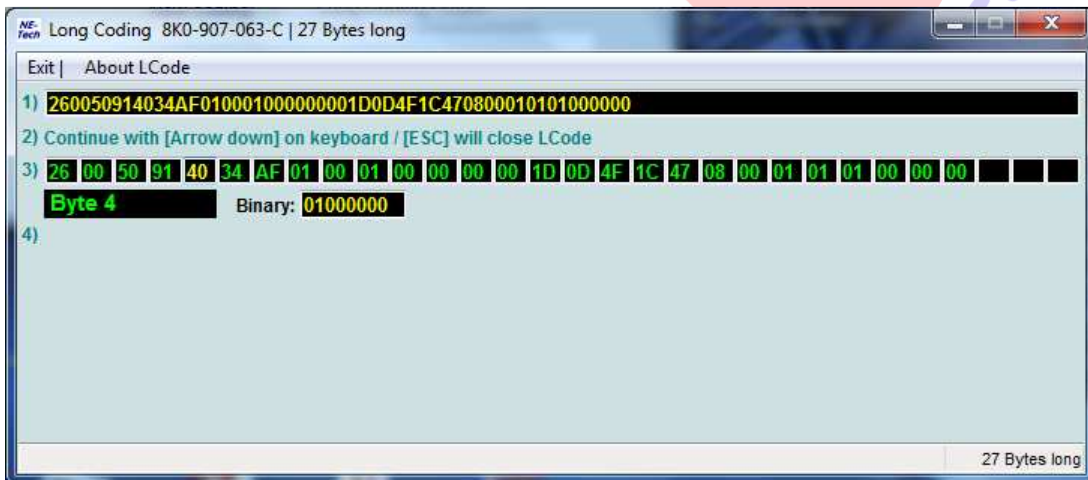 NE-Tech Long Coding 8K0-907-063-C | 27 Bytes long
Exit | About LCode
1) 260050914034AF010001000000001D0D4F1C470800010101000000
2) Continue with [Arrow down] on keyboard / [ESC] will close LCode
3) 26 00 50 91 40 34 AF 01 00 01 00 00 00 00 1D 0D 4F 1C 47 08 00 01 01 01 00 00 00
Byte 4 Binary: 01000000
4)
27 Bytes long